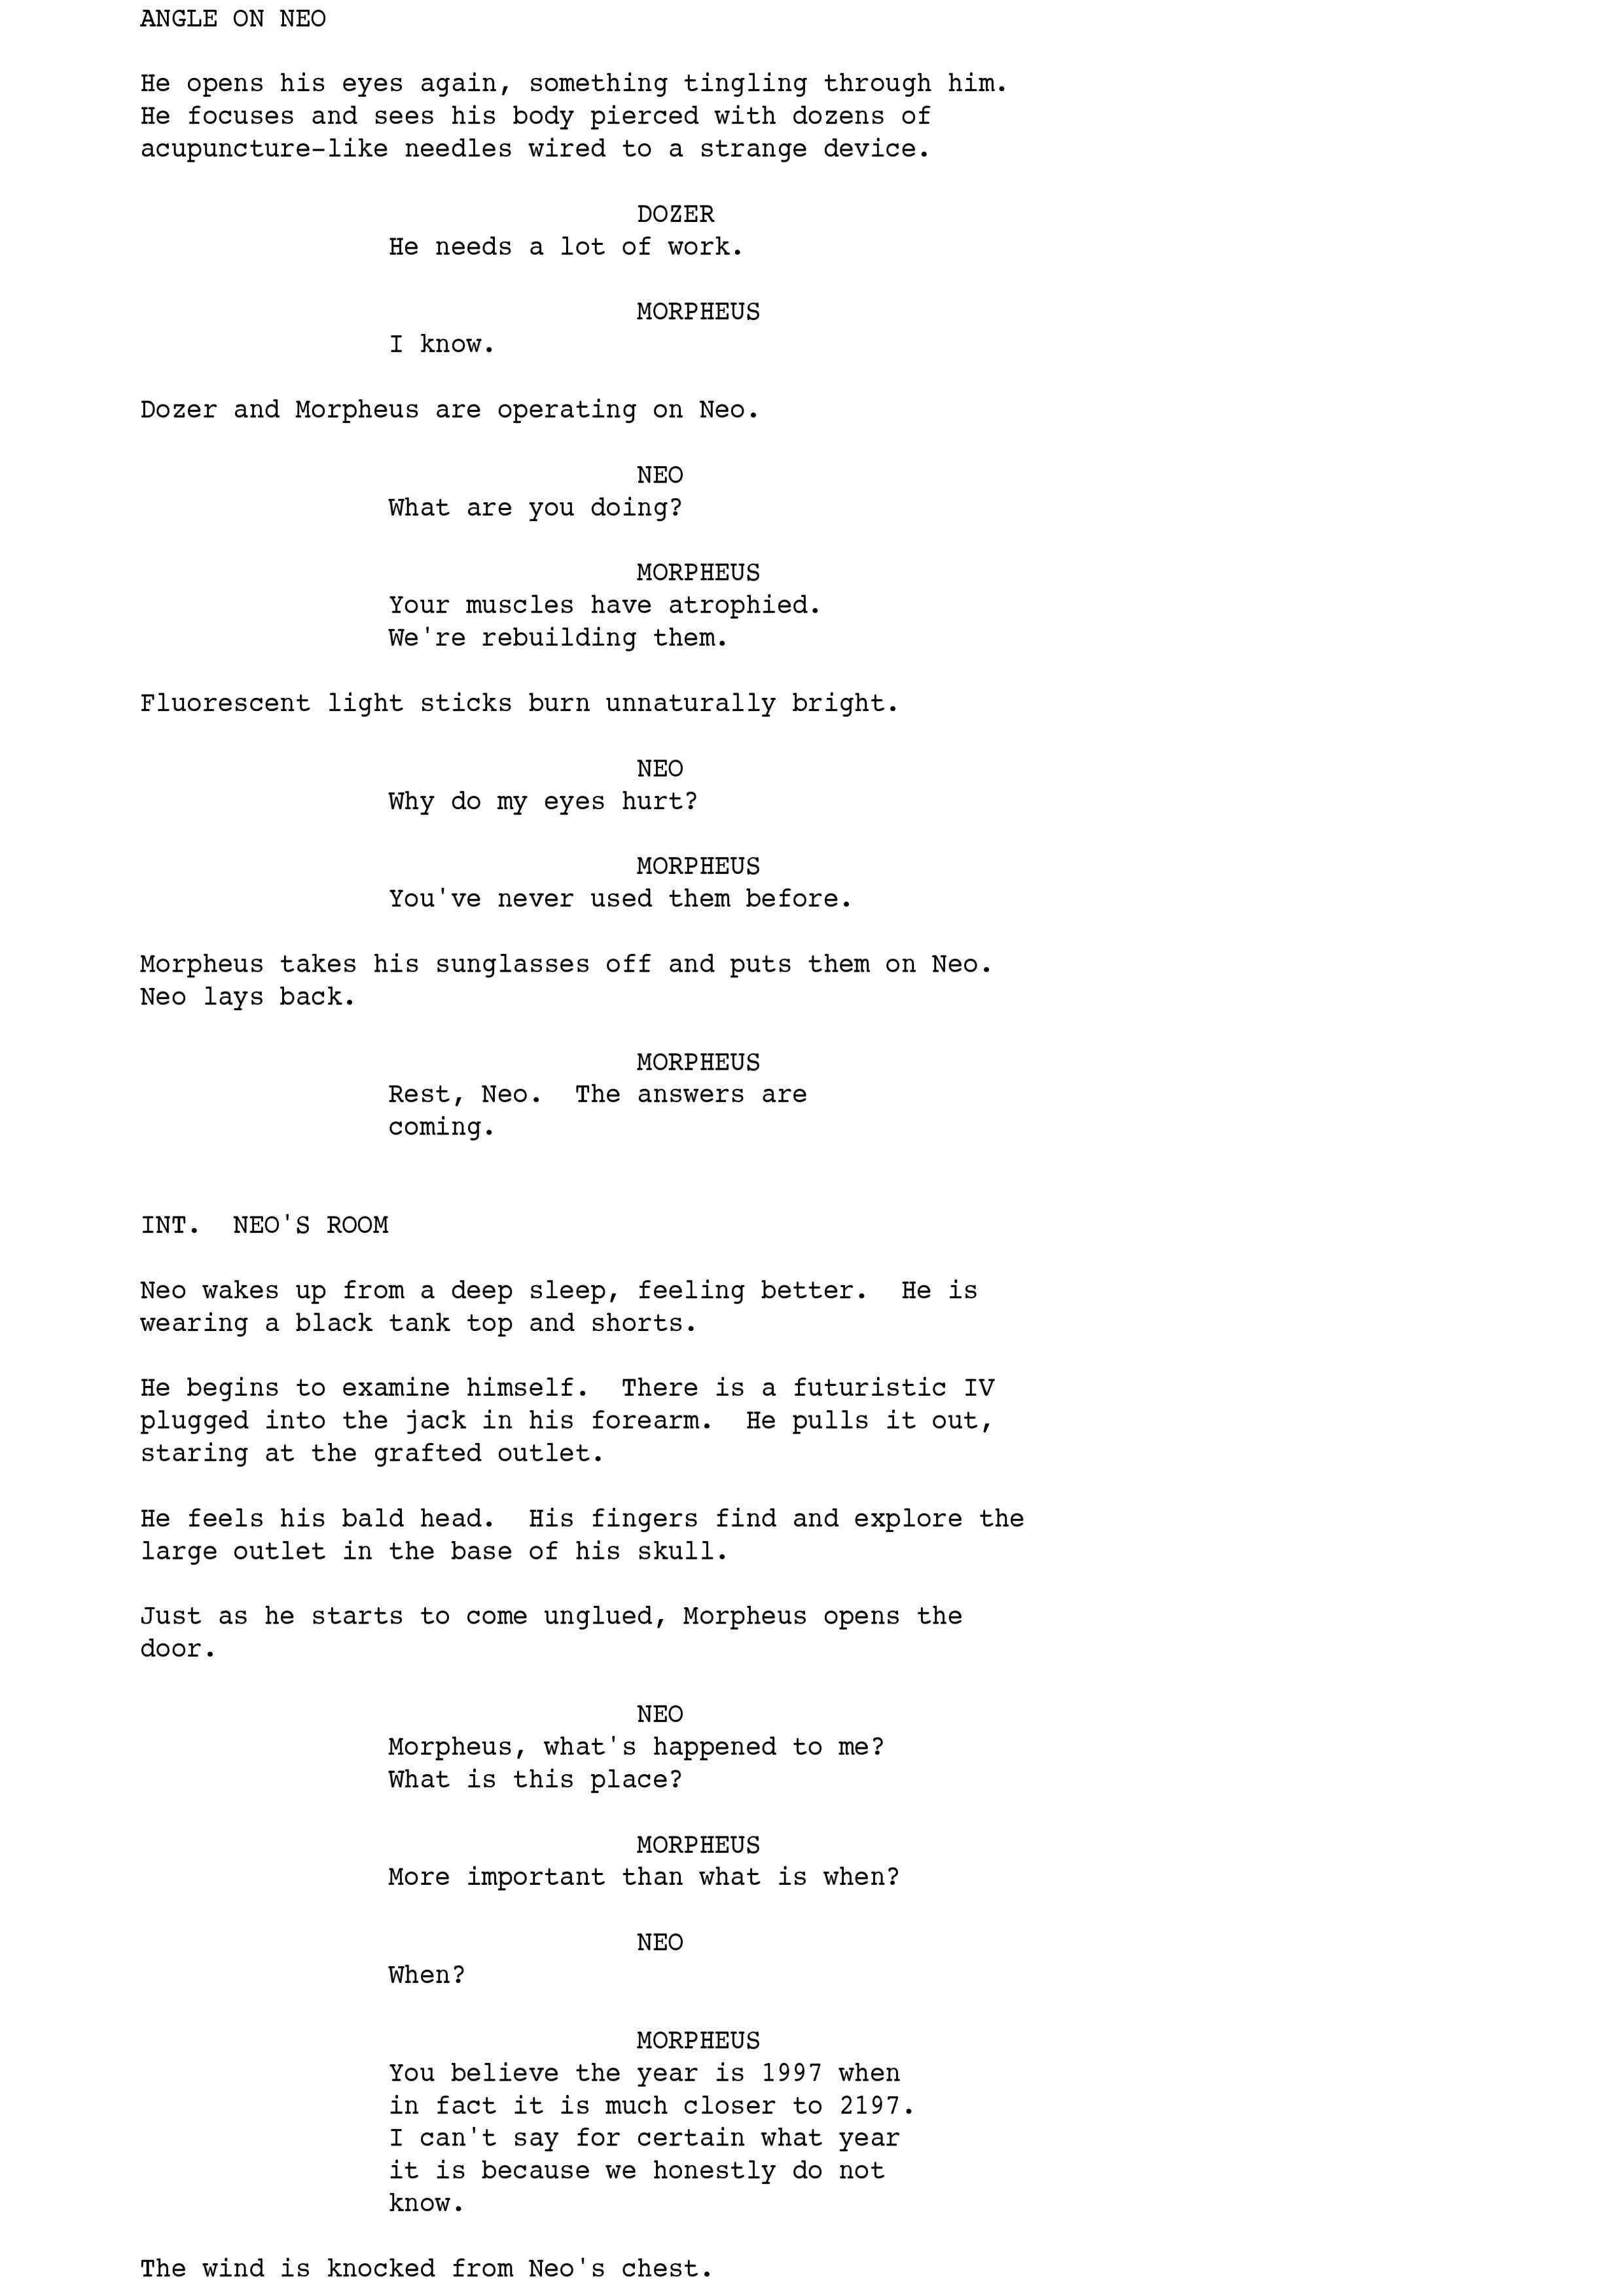 ANGLE ON NEO
He opens his eyes again, something tingling through him.
He focuses and sees his body pierced with dozens of
acupuncture-like needles wired to a strange device.
DOZER
He needs a lot of work.
MORPHEUS
I know.
Dozer and Morpheus are operating on Neo.
NEO
What are you doing?
MORPHEUS
Your muscles have atrophied.
We're rebuilding them.
Fluorescent light sticks burn unnaturally bright.
NEO
Why do my eyes hurt?
MORPHEUS
You've never used them before.
Morpheus takes his sunglasses off and puts them on Neo.
Neo lays back.
MORPHEUS
Rest, Neo.  The answers are
coming.
INT.  NEO'S ROOM
Neo wakes up from a deep sleep, feeling better.  He is
wearing a black tank top and shorts.
He begins to examine himself.  There is a futuristic IV
plugged into the jack in his forearm.  He pulls it out,
staring at the grafted outlet.
He feels his bald head.  His fingers find and explore the
large outlet in the base of his skull.
Just as he starts to come unglued, Morpheus opens the
door.
NEO
Morpheus, what's happened to me?
What is this place?
MORPHEUS
More important than what is when?
NEO
When?
MORPHEUS
You believe the year is 1997 when
in fact it is much closer to 2197.
I can't say for certain what year
it is because we honestly do not
know.
The wind is knocked from Neo's chest.